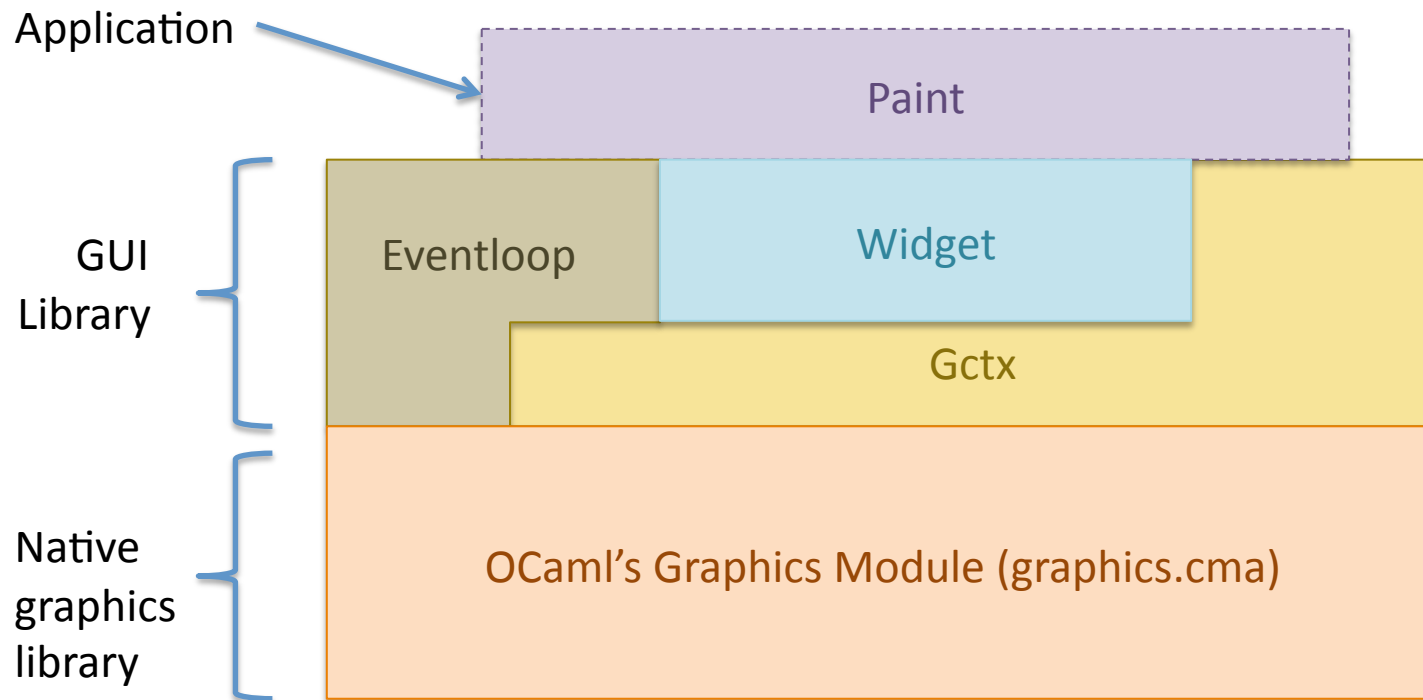 Application
Paint
GUI
Library
Eventloop
Widget
Gctx
Native
graphics
library
OCaml’s Graphics Module (graphics.cma)